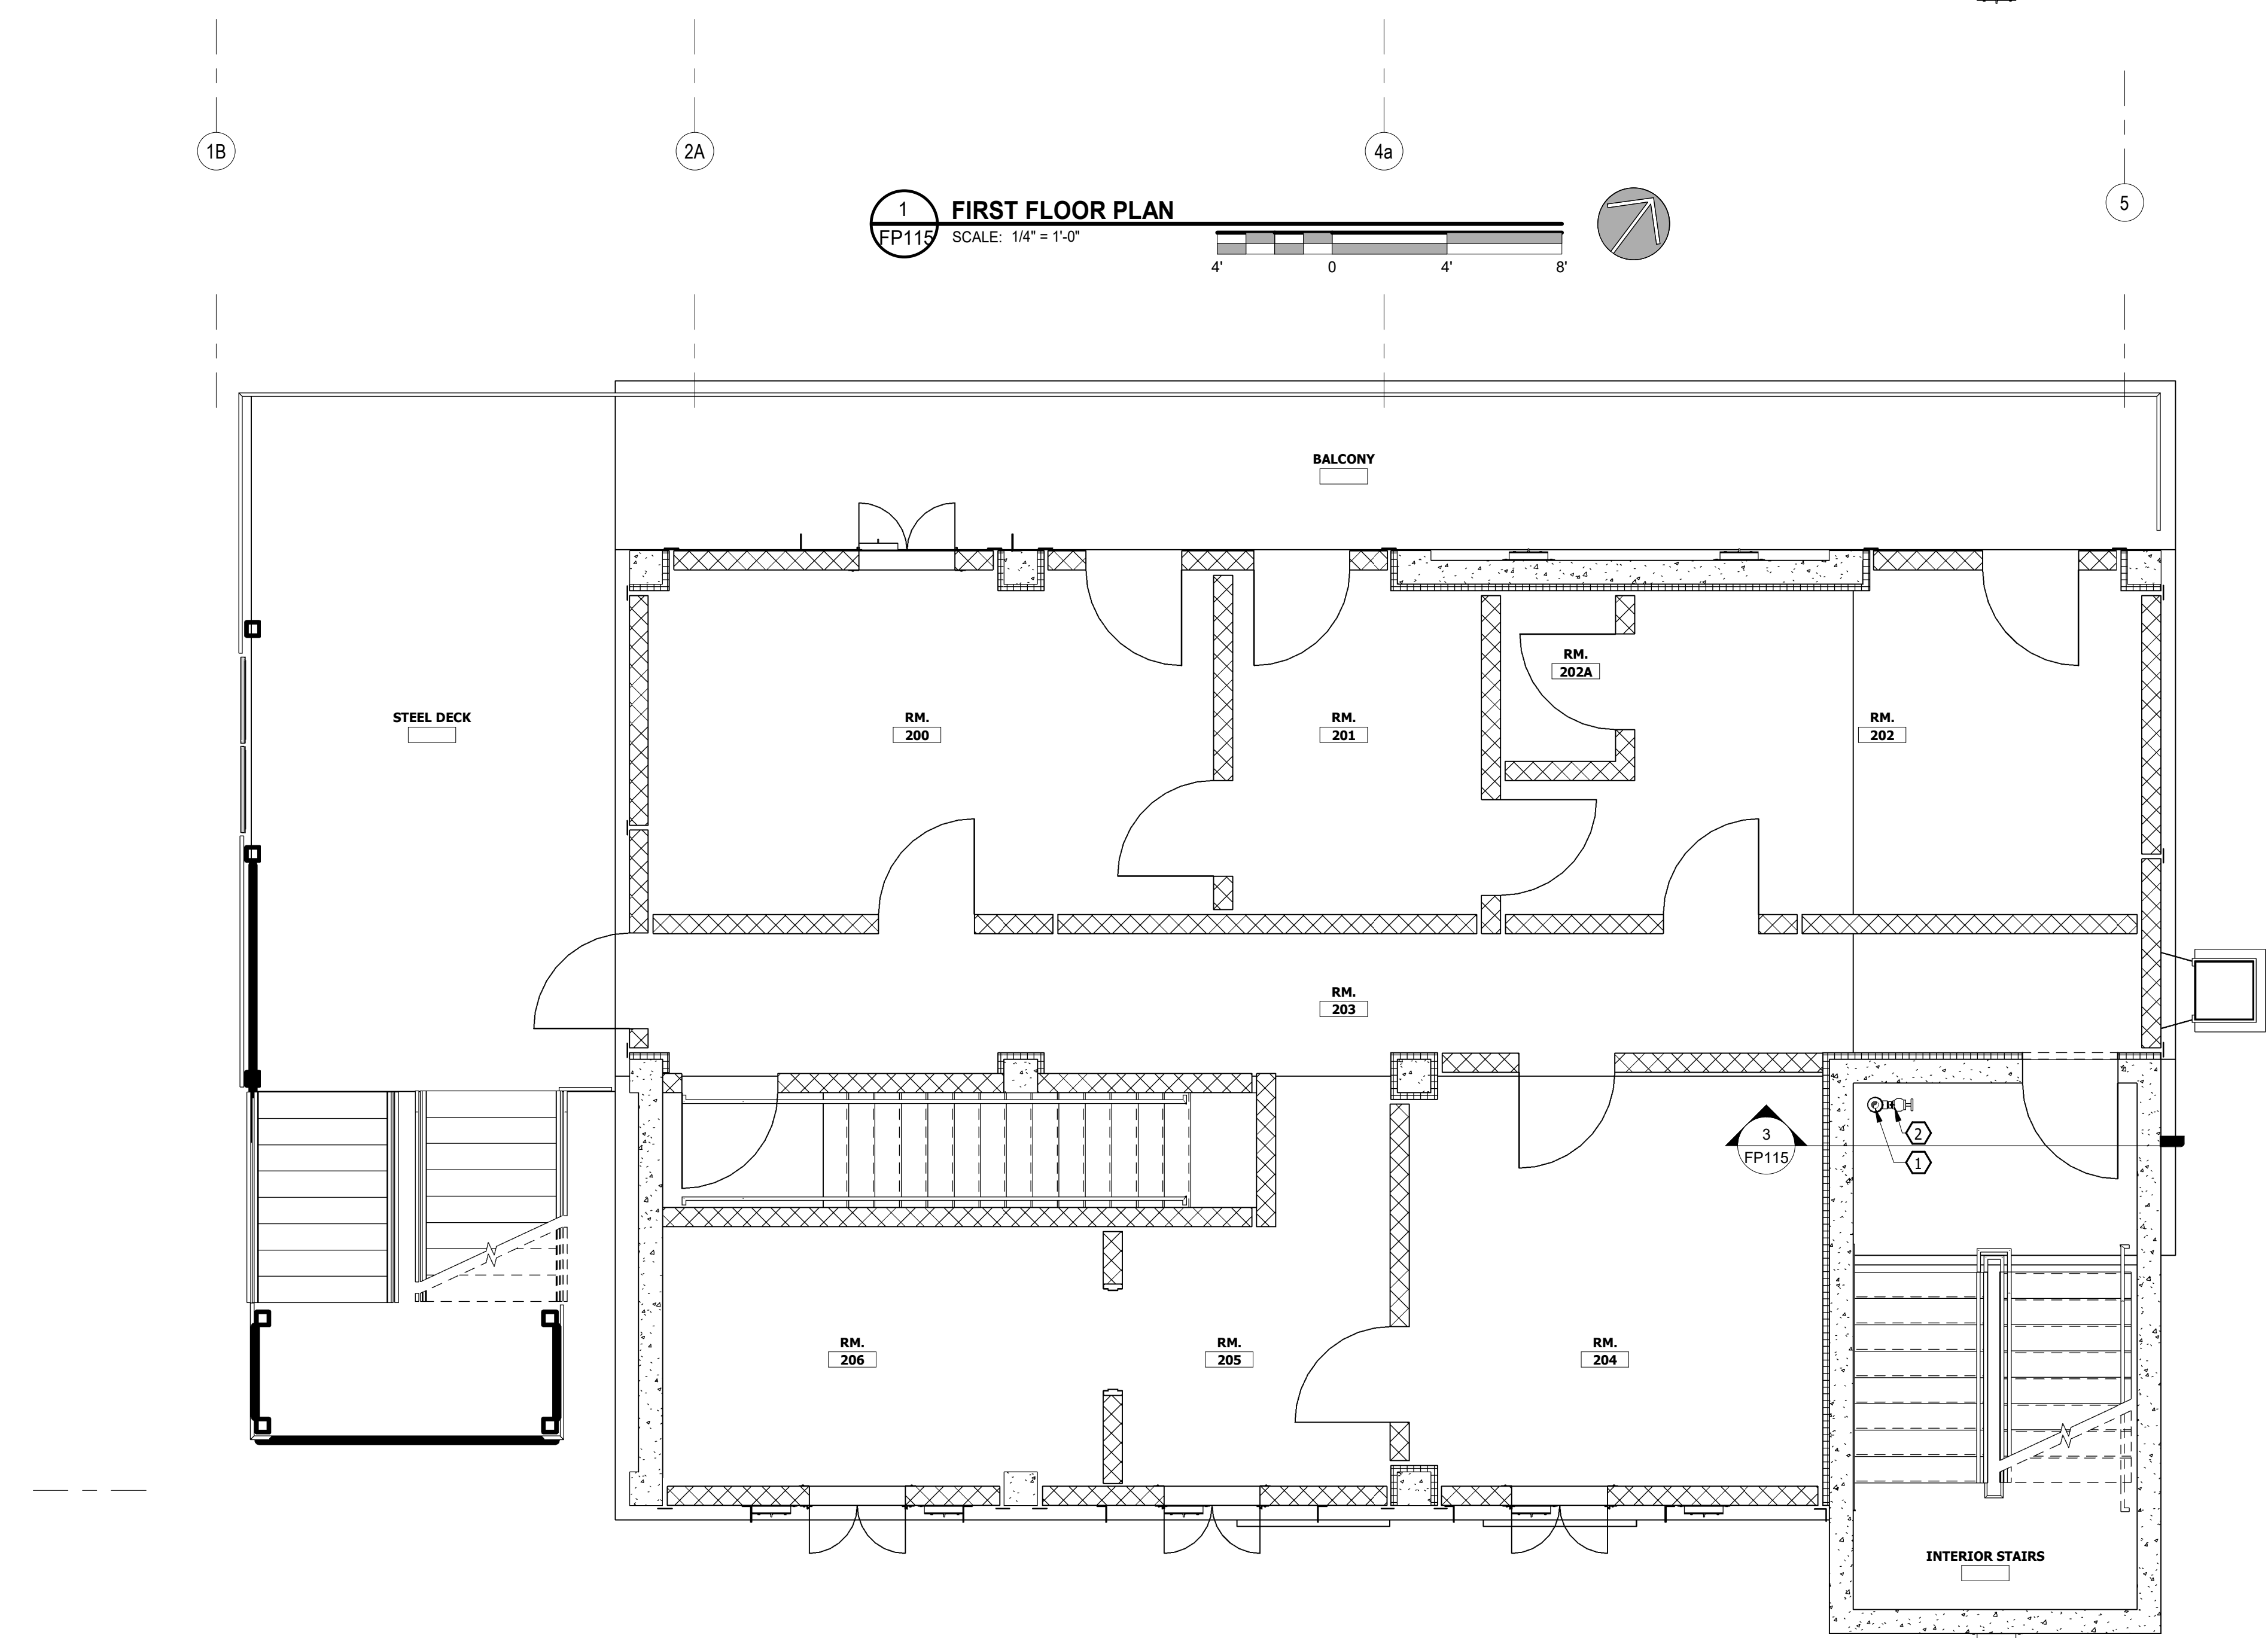 1B
2A
4a
5
1
FP115
FIRST FLOOR PLAN
SCALE: 1/4" = 1'-0"
4'
0
4'
8'
BALCONY
STEEL DECK
RM.
200
RM.
201
RM.
202A
RM.
202
RM.
203
3
FP115
2
1
RM.
206
RM.
205
RM.
204
INTERIOR STAIRS